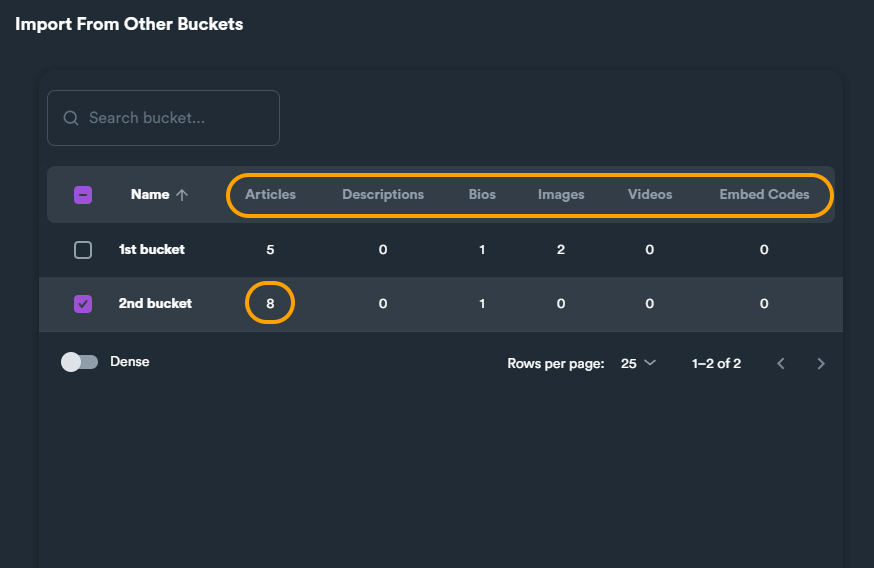 Import From Other Buckets
Search bucket...
Name Articles Descriptions Bios Images Videos Embed Codes
1st bucket 5 0 1 2 0 0
2nd bucket 8 0 1 0 0 0
Dense Rows per page: 25 1–2 of 2